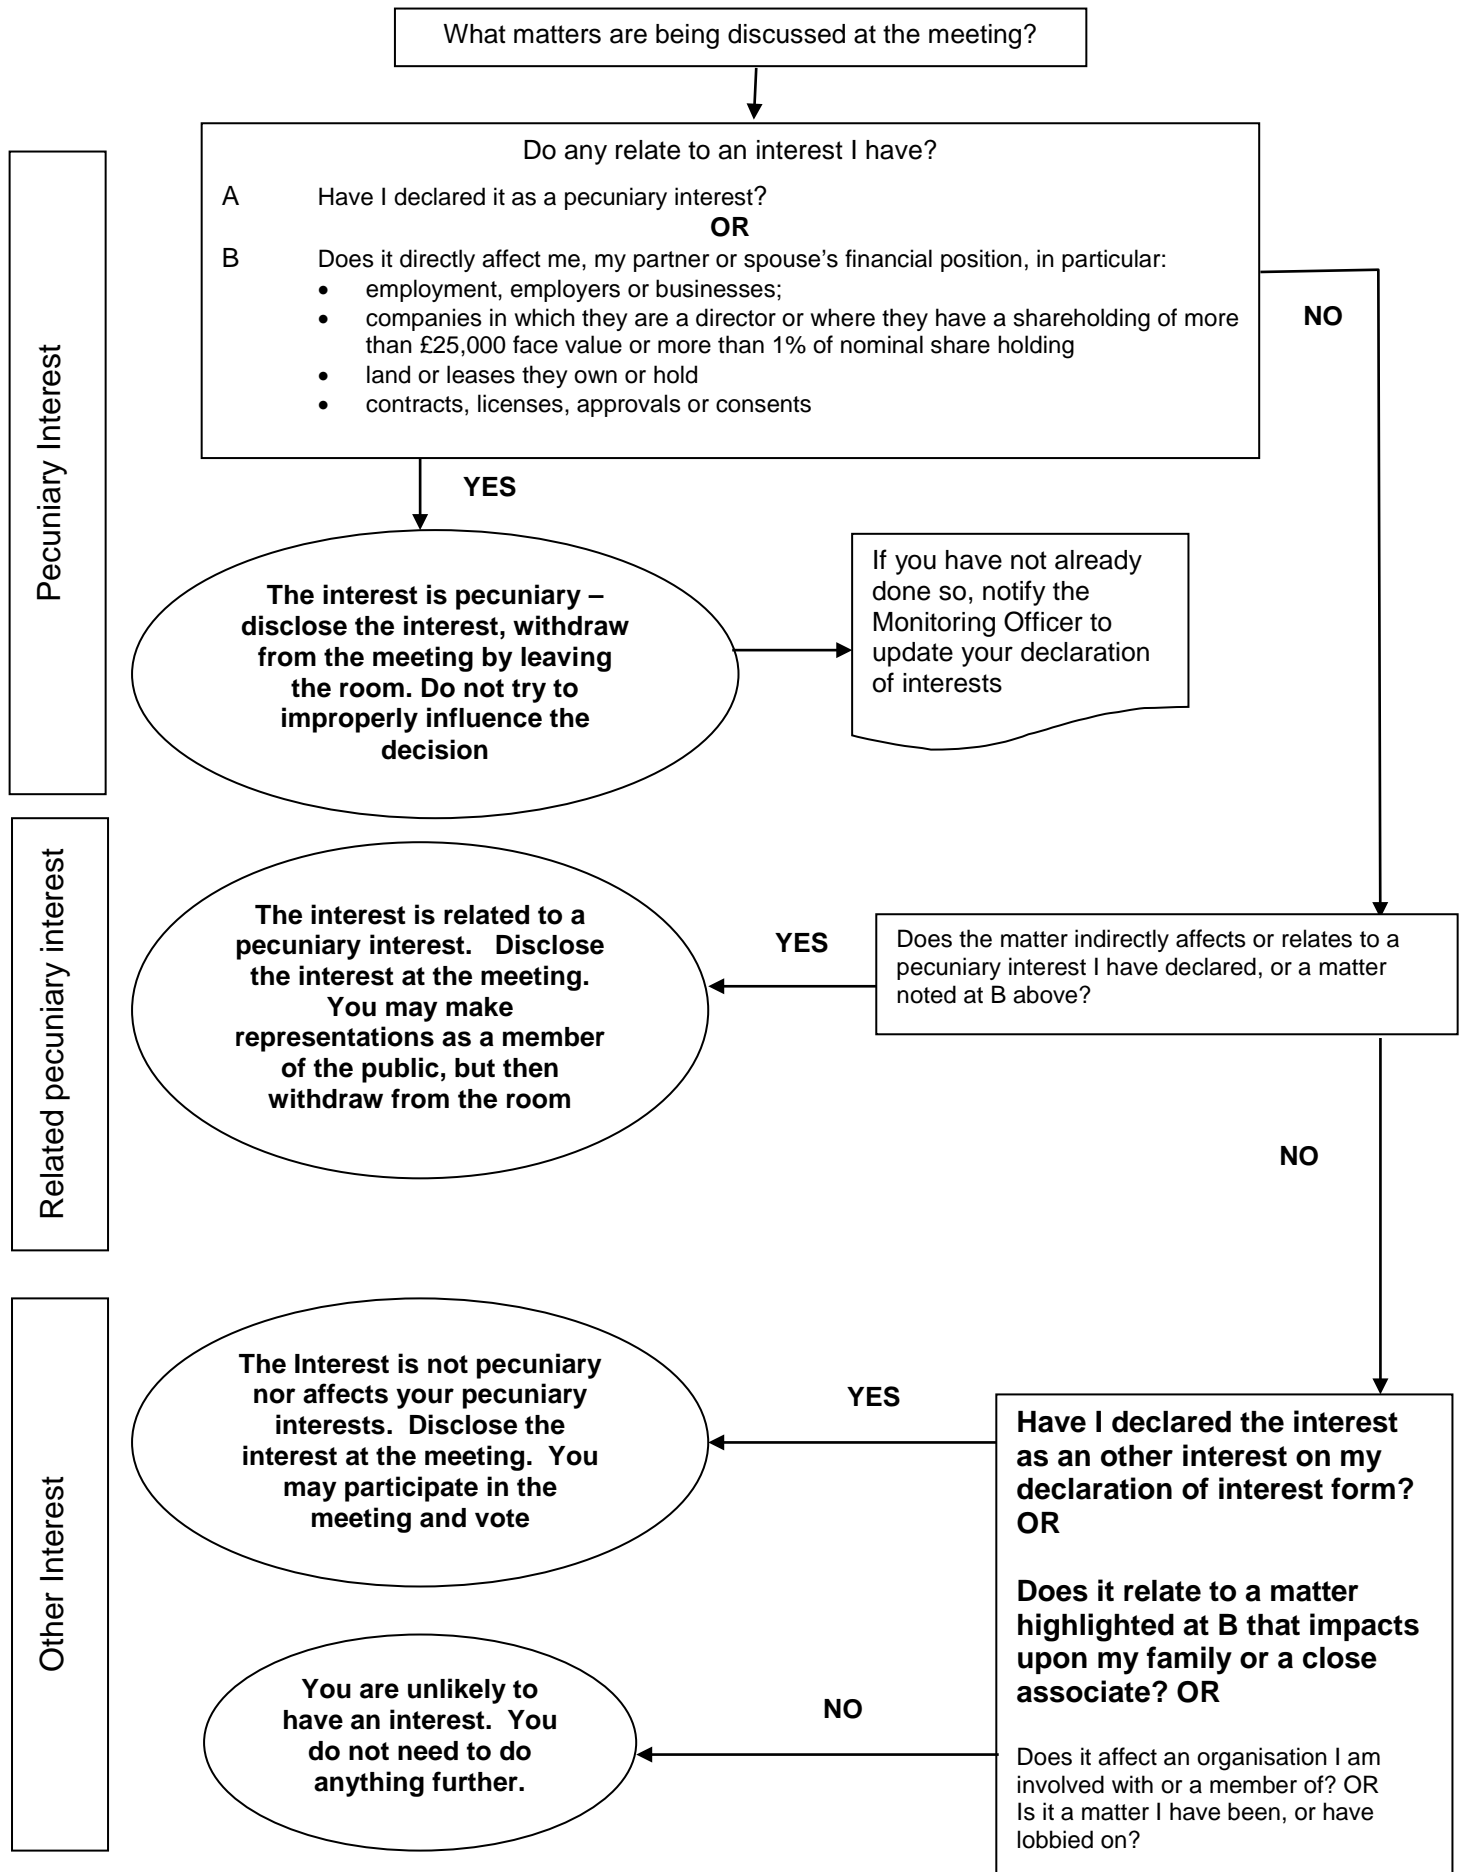 What matters are being discussed at the meeting?
Pecuniary Interest
Do any relate to an interest I have?
A Have I declared it as a pecuniary interest?
OR
B Does it directly affect me, my partner or spouse’s financial position, in particular:
• employment, employers or businesses;
• companies in which they are a director or where they have a shareholding of more
than £25,000 face value or more than 1% of nominal share holding
• land or leases they own or hold
• contracts, licenses, approvals or consents
NO
YES
The interest is pecuniary –
disclose the interest, withdraw
from the meeting by leaving
the room. Do not try to
improperly influence the
decision
If you have not already
done so, notify the
Monitoring Officer to
update your declaration
of interests
Related pecuniary interest
The interest is related to a
pecuniary interest. Disclose
the interest at the meeting.
You may make
representations as a member
of the public, but then
withdraw from the room
YES
Does the matter indirectly affects or relates to a
pecuniary interest I have declared, or a matter
noted at B above?
NO
Other Interest
The Interest is not pecuniary
nor affects your pecuniary
interests. Disclose the
interest at the meeting. You
may participate in the
meeting and vote
YES
Have I declared the interest
as an other interest on my
declaration of interest form?
OR
Does it relate to a matter
highlighted at B that impacts
upon my family or a close
associate? OR
Does it affect an organisation I am
involved with or a member of? OR
Is it a matter I have been, or have
lobbied on?
NO
You are unlikely to
have an interest. You
do not need to do
anything further.